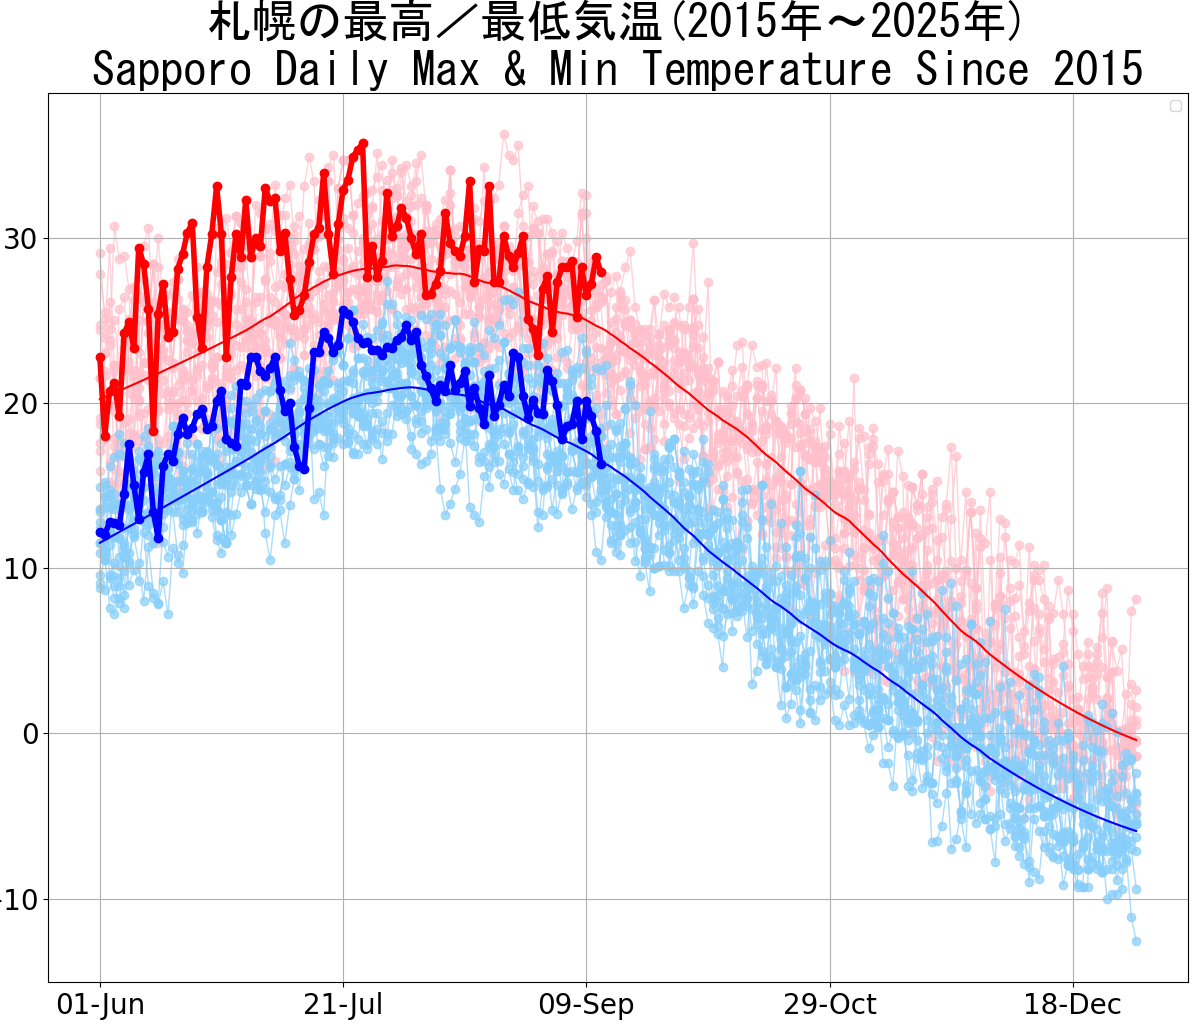 札幌の最高／最低気温(2015年～2025年)
Sapporo Daily Max & Min Temperature Since 2015
30
20
10
0
-10
01-Jun 21-Jul 09-Sep 29-Oct 18-Dec